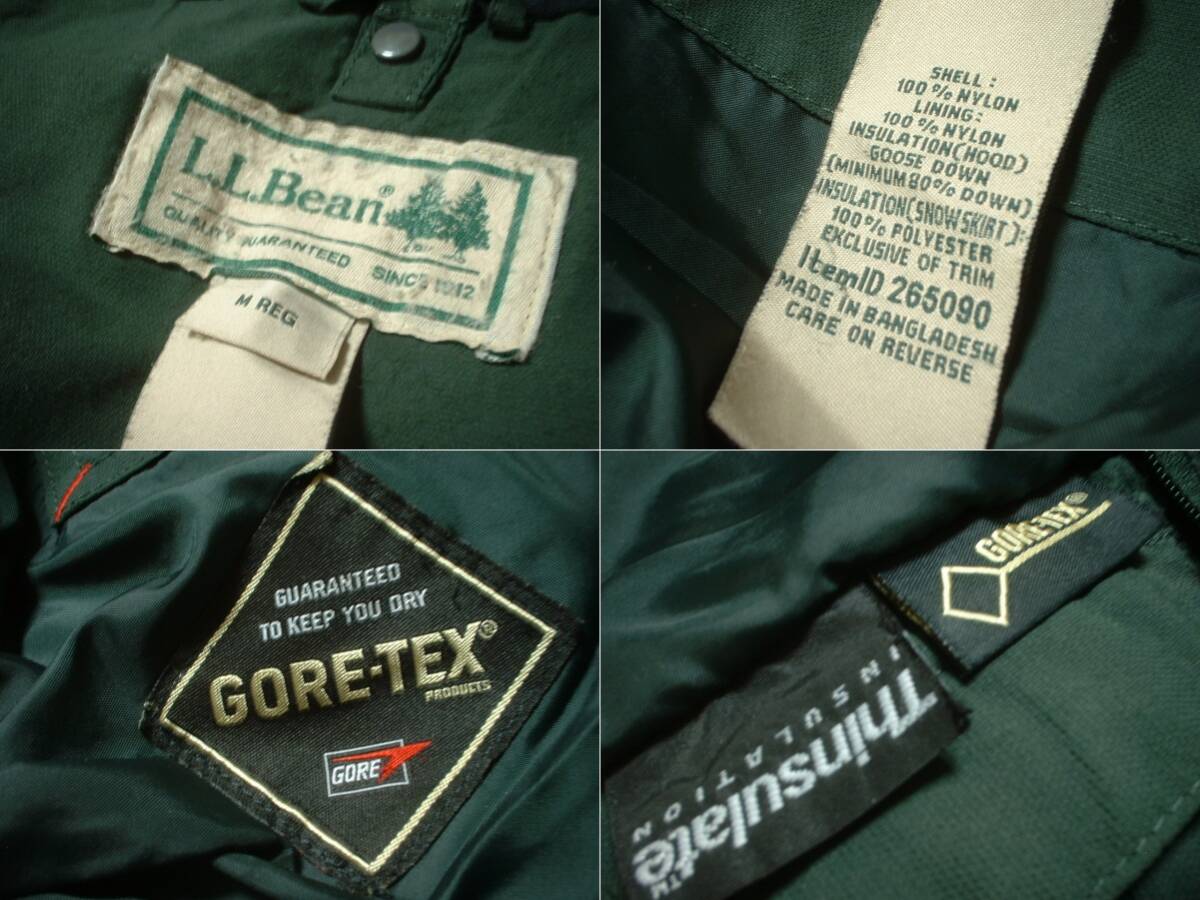 L.L.Bean®
QUALITY GUARANTEED SINCE 1912
M REG
SHELL:
100% NYLON
LINING:
100% NYLON
INSULATION(HOOD)
GOOSE DOWN
(MINIMUM 80% DOWN)
INSULATION(SNOWSKIRT):
100% POLYESTER
EXCLUSIVE OF TRIM
ItemID 265090
MADE IN BANGLADESH
CARE ON REVERSE
GUARANTEED
TO KEEP YOU DRY
GORE-TEX®
PRODUCTS
GORE
GORE-TEX®
Thinsulate™
INSULATION